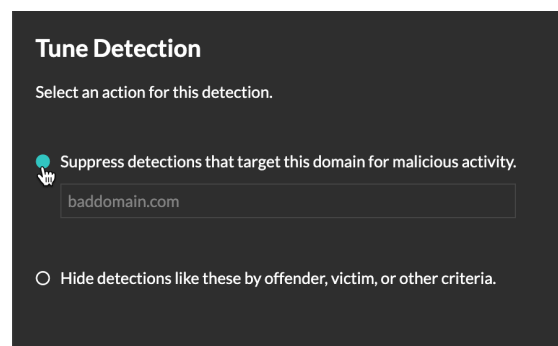 Tune Detection
Select an action for this detection.
Suppress detections that target this domain for malicious activity.
baddomain.com
Hide detections like these by offender, victim, or other criteria.